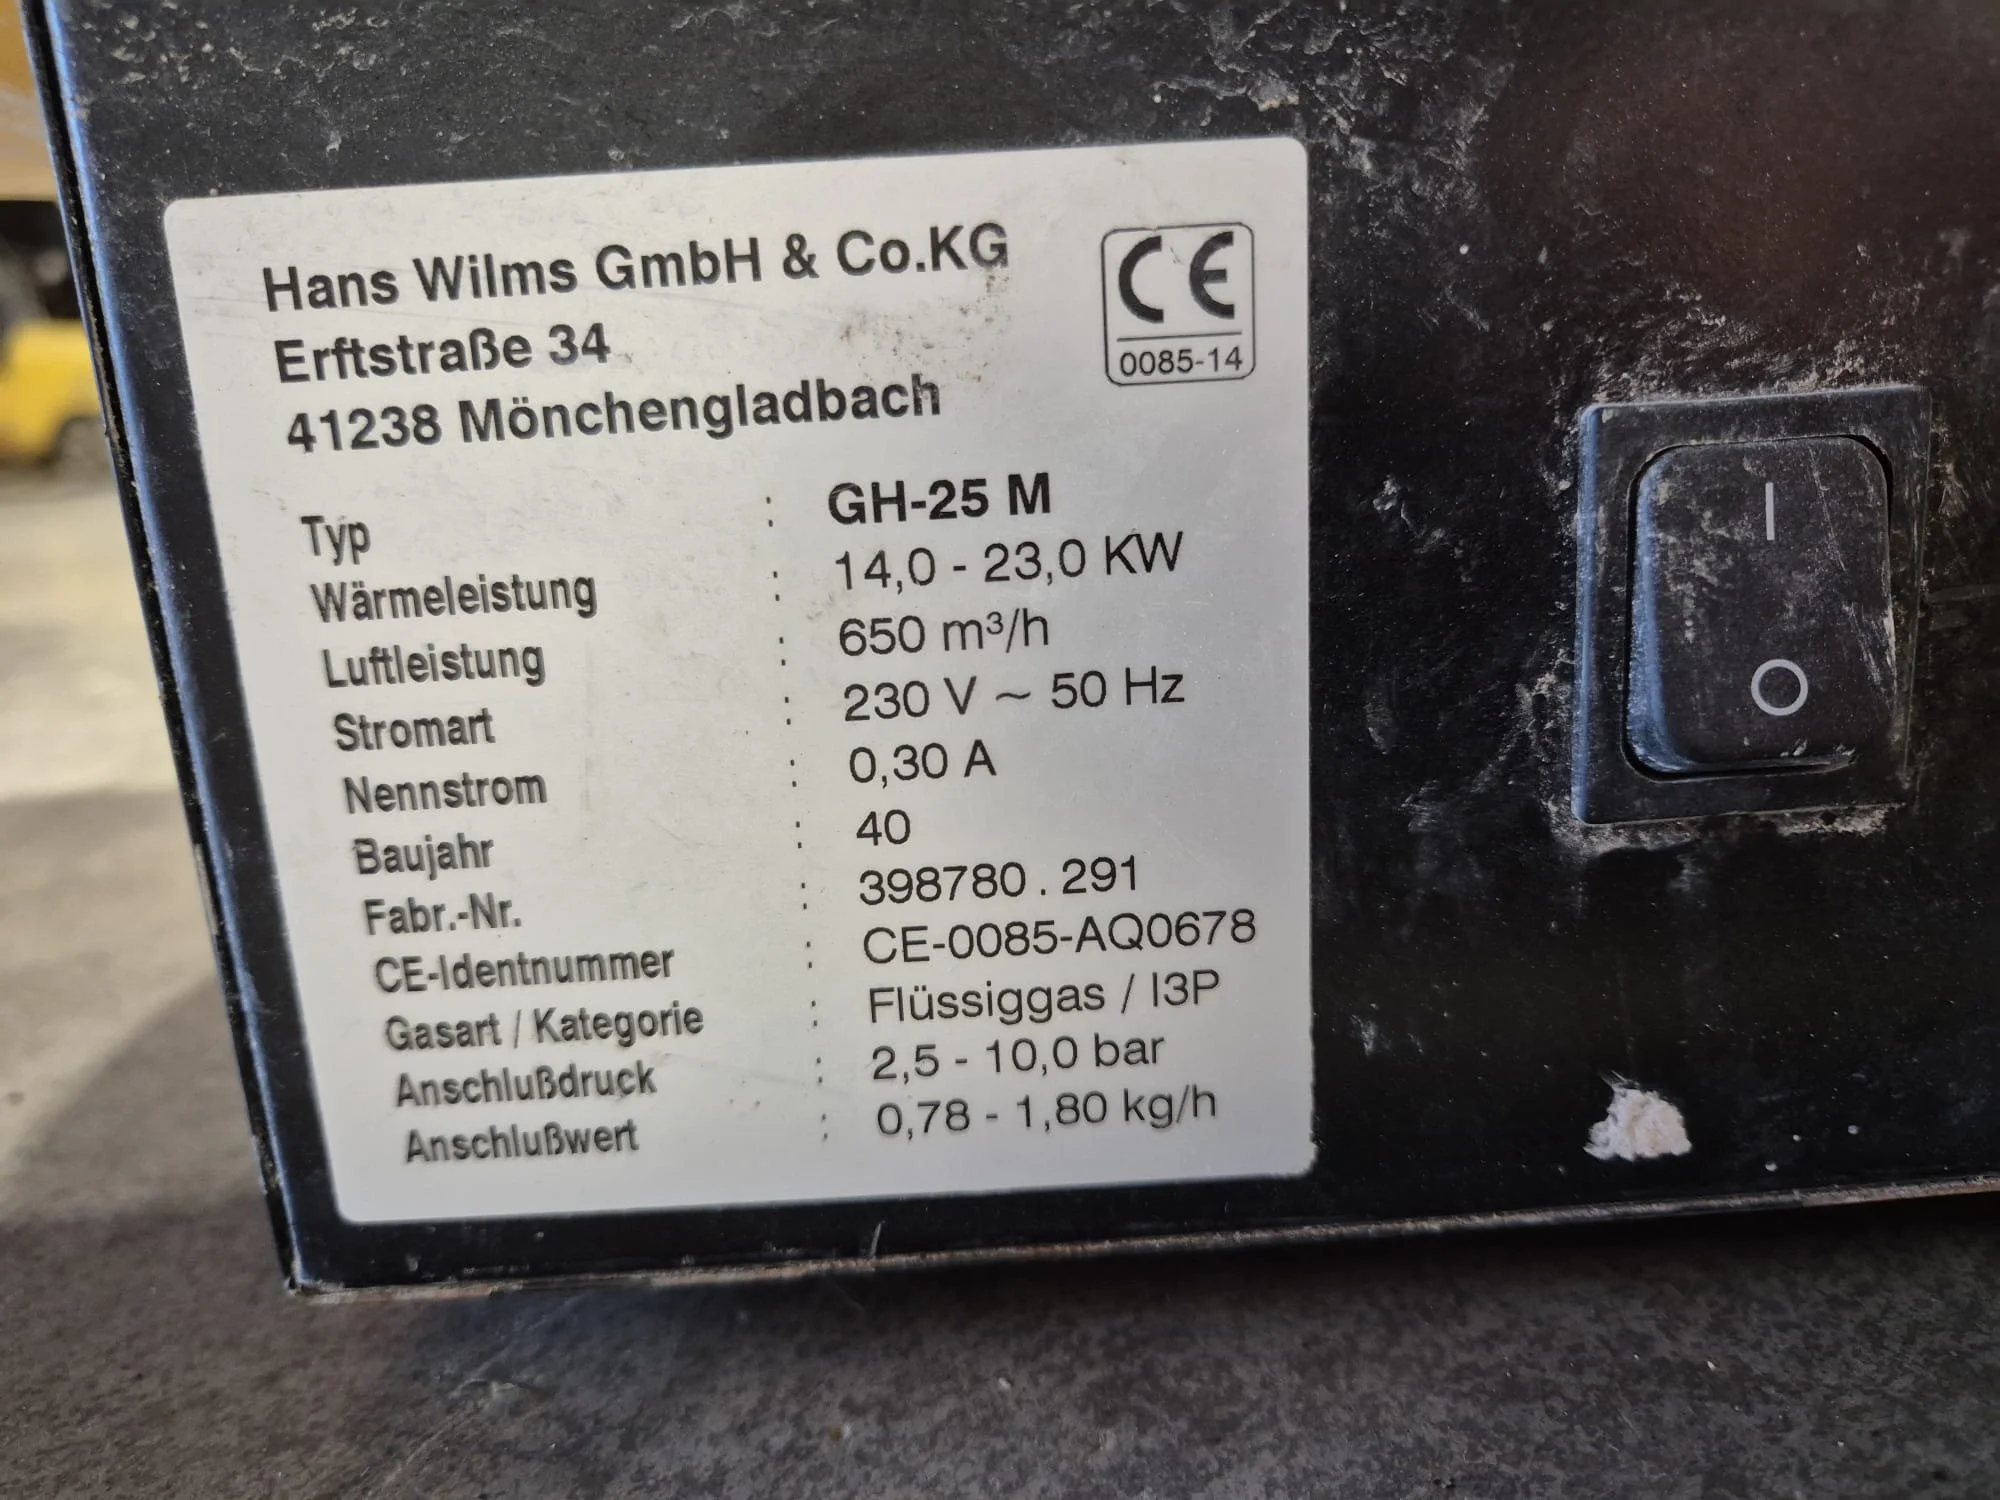 Hans Wilms GmbH & Co.KG
Erftstraße 34
41238 Mönchengladbach
CE
0085-14
Typ : GH-25 M
Wärmeleistung : 14,0 - 23,0 KW
Luftleistung : 650 m³/h
Stromart : 230 V ~ 50 Hz
Nennstrom : 0,30 A
Baujahr : 40
Fabr.-Nr. : 398780 . 291
CE-Identnummer : CE-0085-AQ0678
Gasart / Kategorie : Flüssiggas / I3P
Anschlußdruck : 2,5 - 10,0 bar
Anschlußwert : 0,78 - 1,80 kg/h
I
O